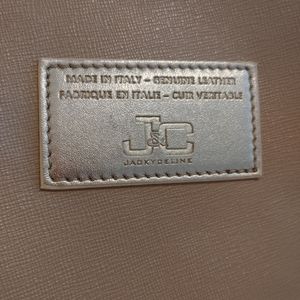 MADE IN ITALY - GENUINE LEATHER
FABRIQUE EN ITALIE - CUIR VERITABLE
J&C
JACKYCELINE